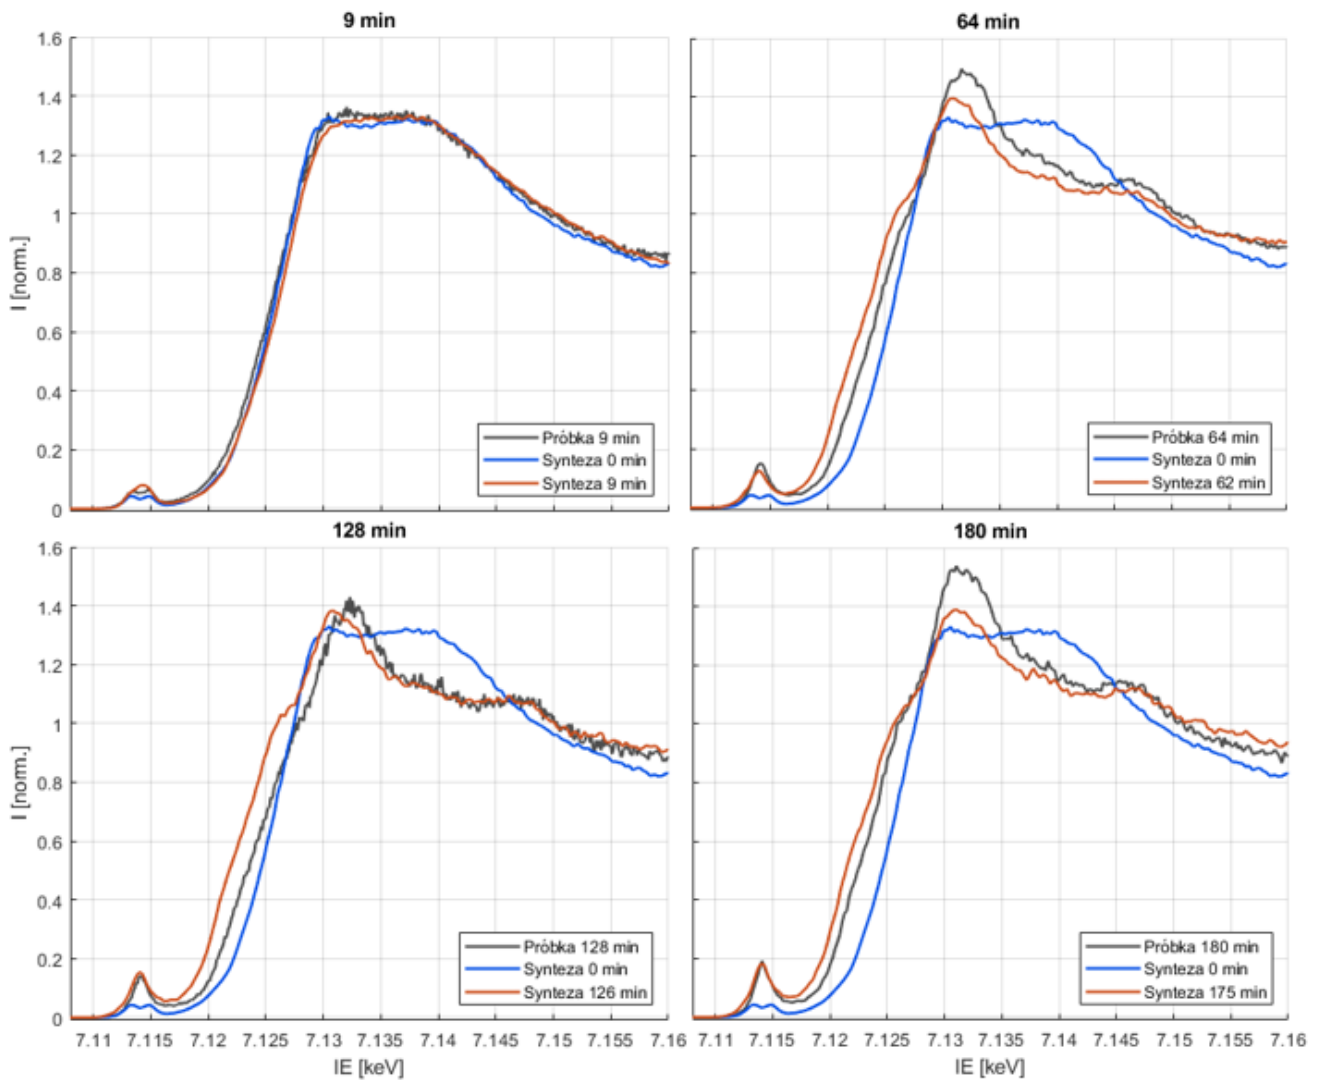 9 min
64 min
1.6
1.4
1.2
1
0.8
0.6
0.4
0.2
0
I [norm.]
Próbka 9 min
Synteza 0 min
Synteza 9 min
Próbka 64 min
Synteza 0 min
Synteza 62 min
128 min
180 min
1.6
1.4
1.2
1
0.8
0.6
0.4
0.2
0
I [norm.]
Próbka 128 min
Synteza 0 min
Synteza 126 min
Próbka 180 min
Synteza 0 min
Synteza 175 min
7.11 7.115 7.12 7.125 7.13 7.135 7.14 7.145 7.15 7.155 7.16
7.11 7.115 7.12 7.125 7.13 7.135 7.14 7.145 7.15 7.155 7.16
IE [keV]
IE [keV]